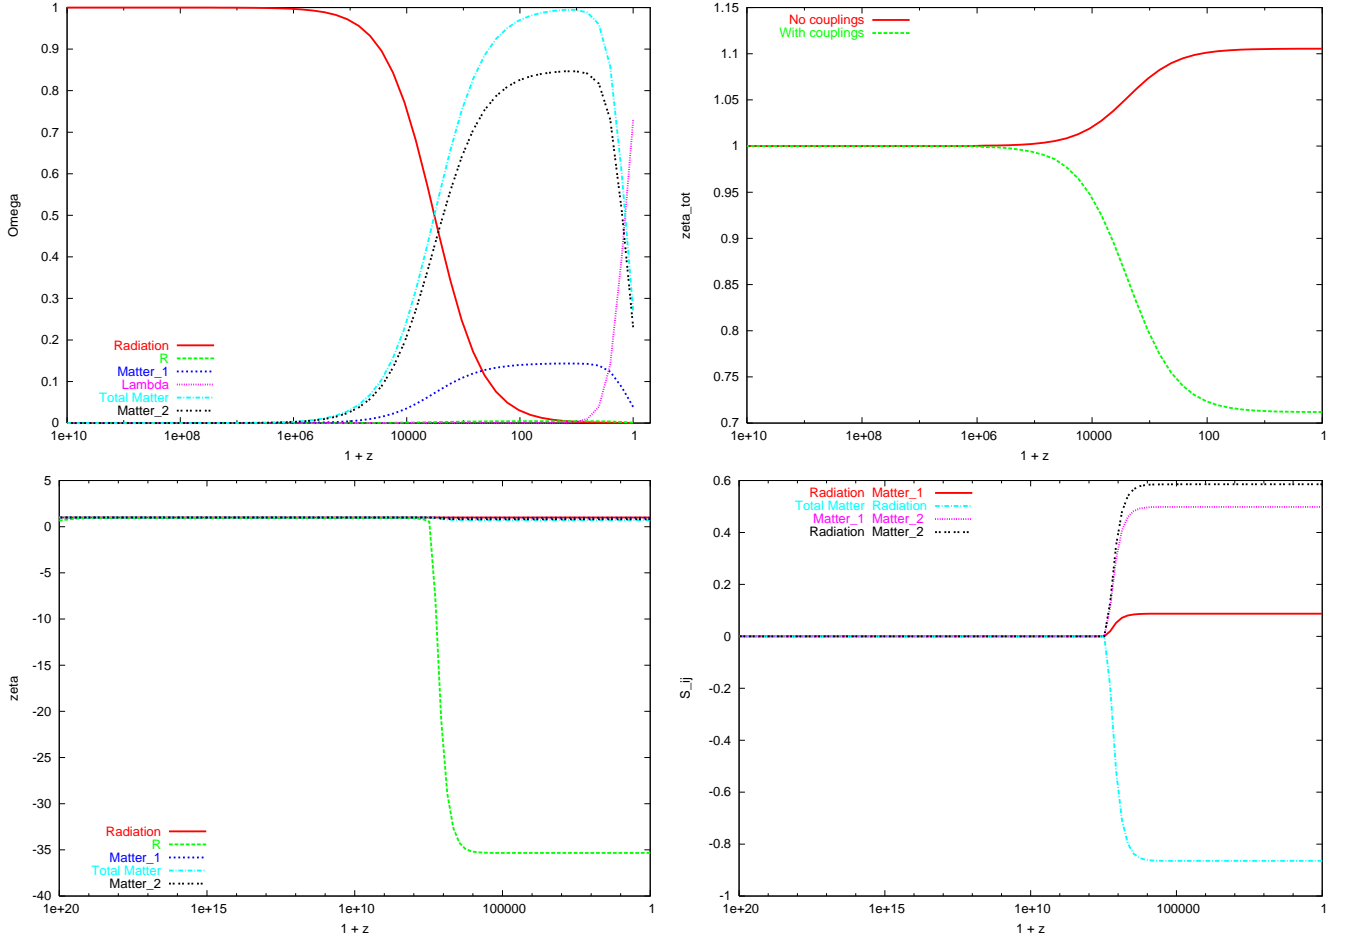 1
0.9
0.8
0.7
0.6
0.5
0.4
0.3
0.2
0.1
0
Omega
Radiation
R
Matter_1
Lambda
Total Matter
Matter_2
1e+10 1e+08 1e+06 10000 100 1
1 + z
1.15
1.1
1.05
1
0.95
0.9
0.85
0.8
0.75
0.7
zeta_tot
No couplings
With couplings
1e+10 1e+08 1e+06 10000 100 1
1 + z
5
0
-5
-10
-15
-20
-25
-30
-35
-40
zeta
Radiation
R
Matter_1
Total Matter
Matter_2
1e+20 1e+15 1e+10 100000 1
1 + z
0.6
0.4
0.2
0
-0.2
-0.4
-0.6
-0.8
-1
S_ij
Radiation Matter_1
Total Matter Radiation
Matter_1 Matter_2
Radiation Matter_2
1e+20 1e+15 1e+10 100000 1
1 + z